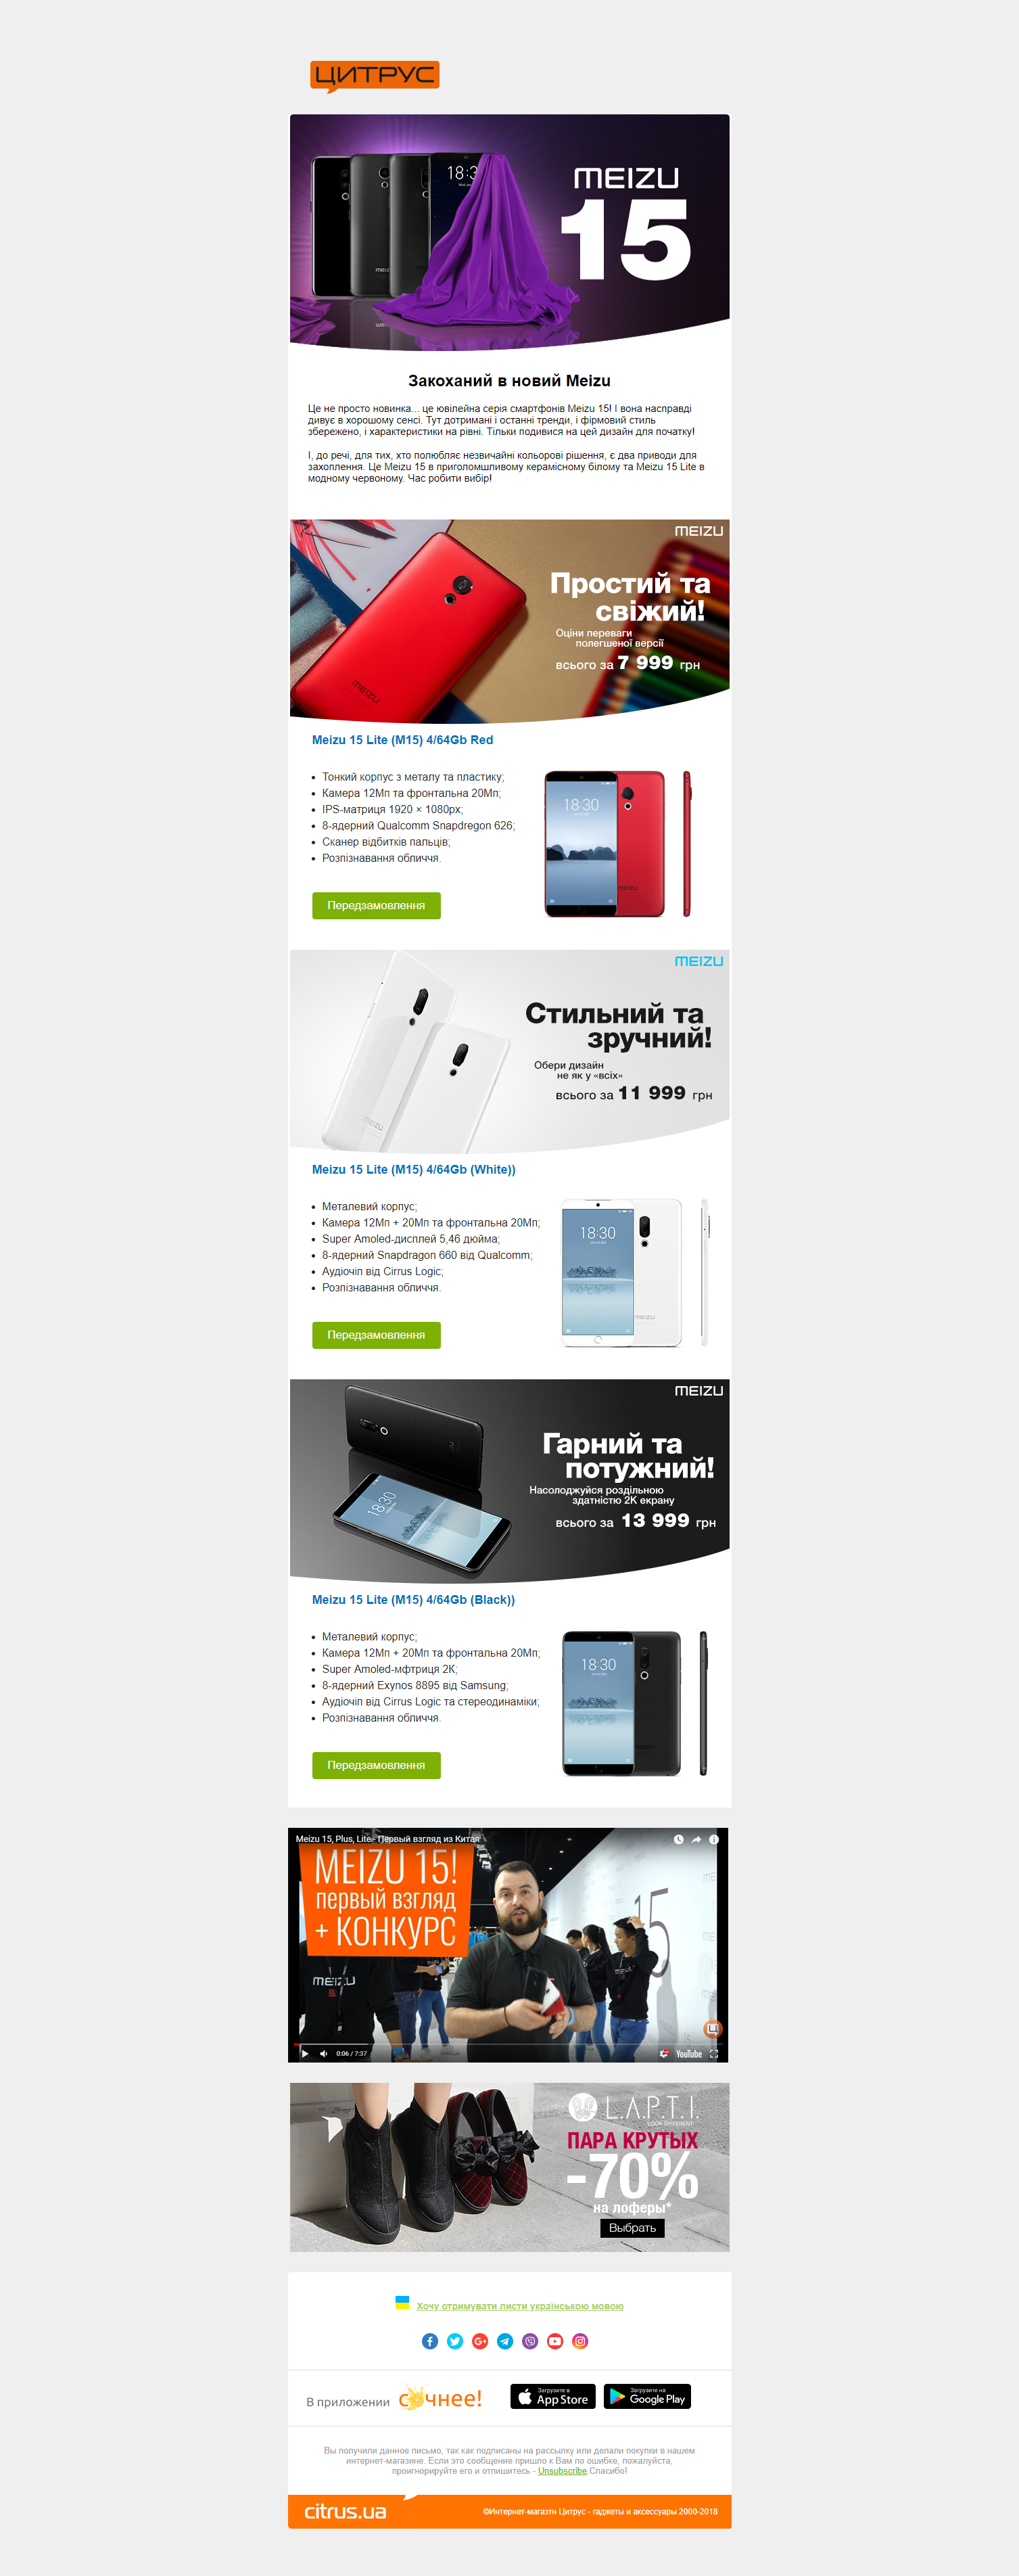 ЦИТРУС
18:3
MEIZU
15
Закоханий в новий Meizu
Це не просто новинка... це ювілейна серія смартфонів Meizu 15! І вона насправді
дивує в хорошому сенсі. Тут дотримані і останні тренди, і фірмовий стиль
збережено, і характеристики на рівні. Тільки подивися на цей дизайн для початку!
І, до речі, для тих, хто полюбляє незвичайні кольорові рішення, є два приводи для
захоплення. Це Meizu 15 в приголомшливому керамісному білому та Meizu 15 Lite в
модному червоному. Час робити вибір!
MEIZU
Простий та
свіжий!
Оціни переваги
полегшеної версії
всього за 7 999 грн
MEIZU
Meizu 15 Lite (M15) 4/64Gb Red
Тонкий корпус з металу та пластику;
Камера 12Мп та фронтальна 20Мп;
IPS-матриця 1920 × 1080px;
8-ядерний Qualcomm Snapdregon 626;
Сканер відбитків пальців;
Розпізнавання обличчя.
18:30
MEIZU
Передзамовлення
MEIZU
Стильний та
зручний!
Обери дизайн
не як у «всіх»
всього за 11 999 грн
MEIZU
Meizu 15 Lite (M15) 4/64Gb (White))
Металевий корпус;
Камера 12Мп + 20Мп та фронтальна 20Мп;
Super Amoled-дисплей 5,46 дюйма;
8-ядерний Snapdragon 660 від Qualcomm;
Аудіочіп від Cirrus Logic;
Розпізнавання обличчя.
18:30
MEIZU
Передзамовлення
MEIZU
Гарний та
потужний!
Насолоджуйся роздільною
здатністю 2К екрану
всього за 13 999 грн
18:30
Meizu 15 Lite (M15) 4/64Gb (Black))
Металевий корпус;
Камера 12Мп + 20Мп та фронтальна 20Мп;
Super Amoled-мфтриця 2К;
8-ядерний Exynos 8895 від Samsung;
Аудіочіп від Cirrus Logic та стереодинаміки;
Розпізнавання обличчя.
18:30
MEIZU
Передзамовлення
Meizu 15, Plus, Lite - Первый взгляд из Китая
MEIZU 15!
первый взгляд
+ КОНКУРС
15
MEIZU
0:06 / 7:37
YouTube
L.A.P.T.I.
LOOK DIFFERENT
ПАРА КРУТЫХ
-70%
на лоферы*
Выбрать
Хочу отримувати листи українською мовою
В приложении сочнее!
Загрузите в
App Store
Загрузите на
Google Play
Вы получили данное письмо, так как подписаны на рассылку или делали покупки в нашем
интернет-магазине. Если это сообщение пришло к Вам по ошибке, пожалуйста,
проигнорируйте его и отпишитесь - Unsubscribe.Спасибо!
citrus.ua
©Интернет-магазтн Цитрус - гаджеты и аксессуары 2000-2018